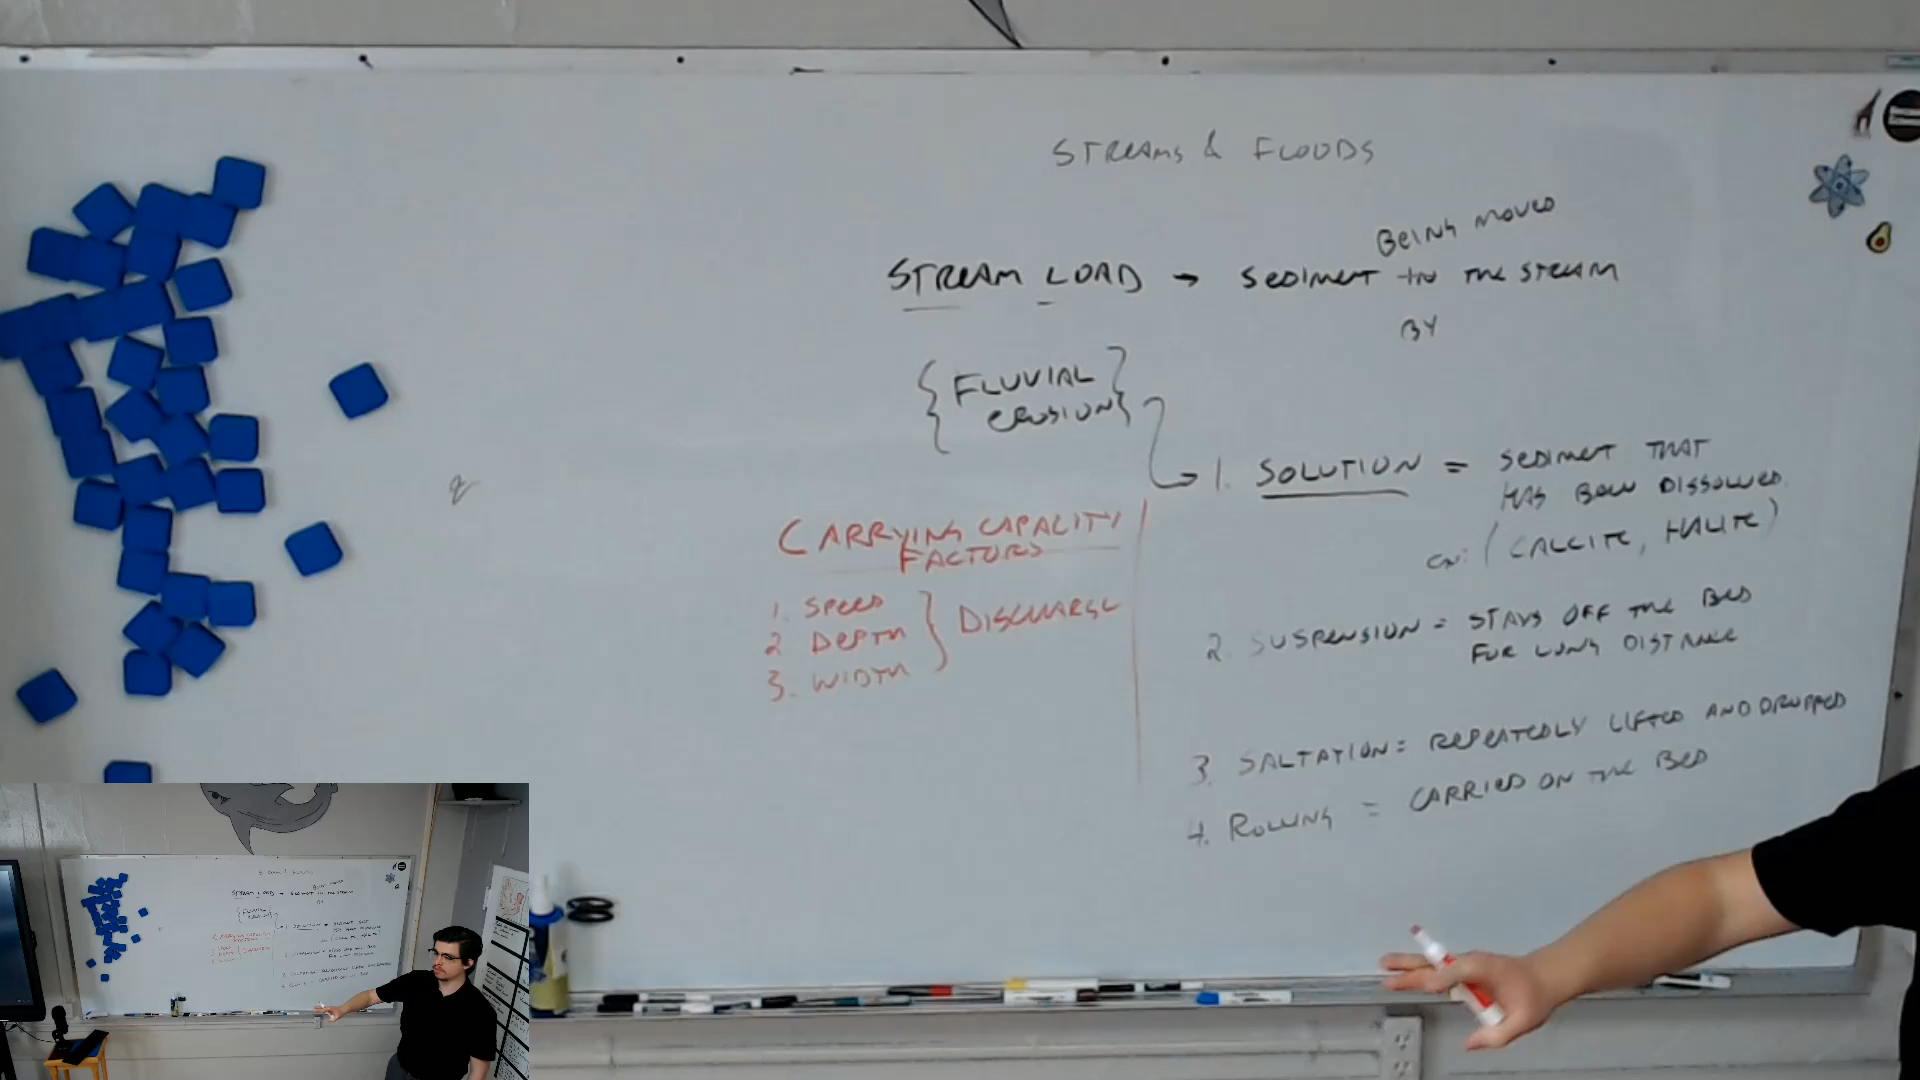 STREAMS & FLOODS
BEING MOVED
STREAM LOAD → SEDIMENT IN THE STREAM
BY
{FLUVIAL
EROSION}
1. SOLUTION = SEDIMENT THAT
HAS BEEN DISSOLVED.
EX: (CALCITE, HALITE)
CARRYING CAPACITY
FACTORS
1. SPEED
2 DEPTH } DISCHARGE
3. WIDTH
2. SUSPENSION = STAYS OFF THE BED
FOR LONG DISTANCE
3. SALTATION = REPEATEDLY LIFTED AND DROPPED
4. ROLLING = CARRIED ON THE BED